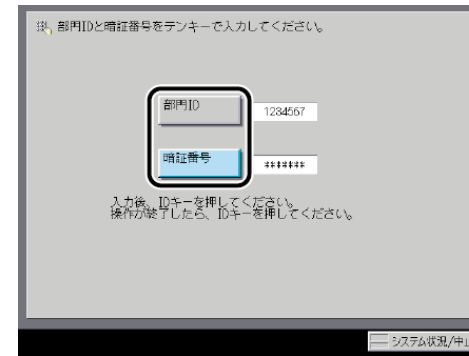 部門IDと暗証番号をテンキーで入力してください。
部門ID
1234567
暗証番号
*******
入力後、IDキーを押してください。
操作が終了したら、IDキーを押してください。
システム状況/中止